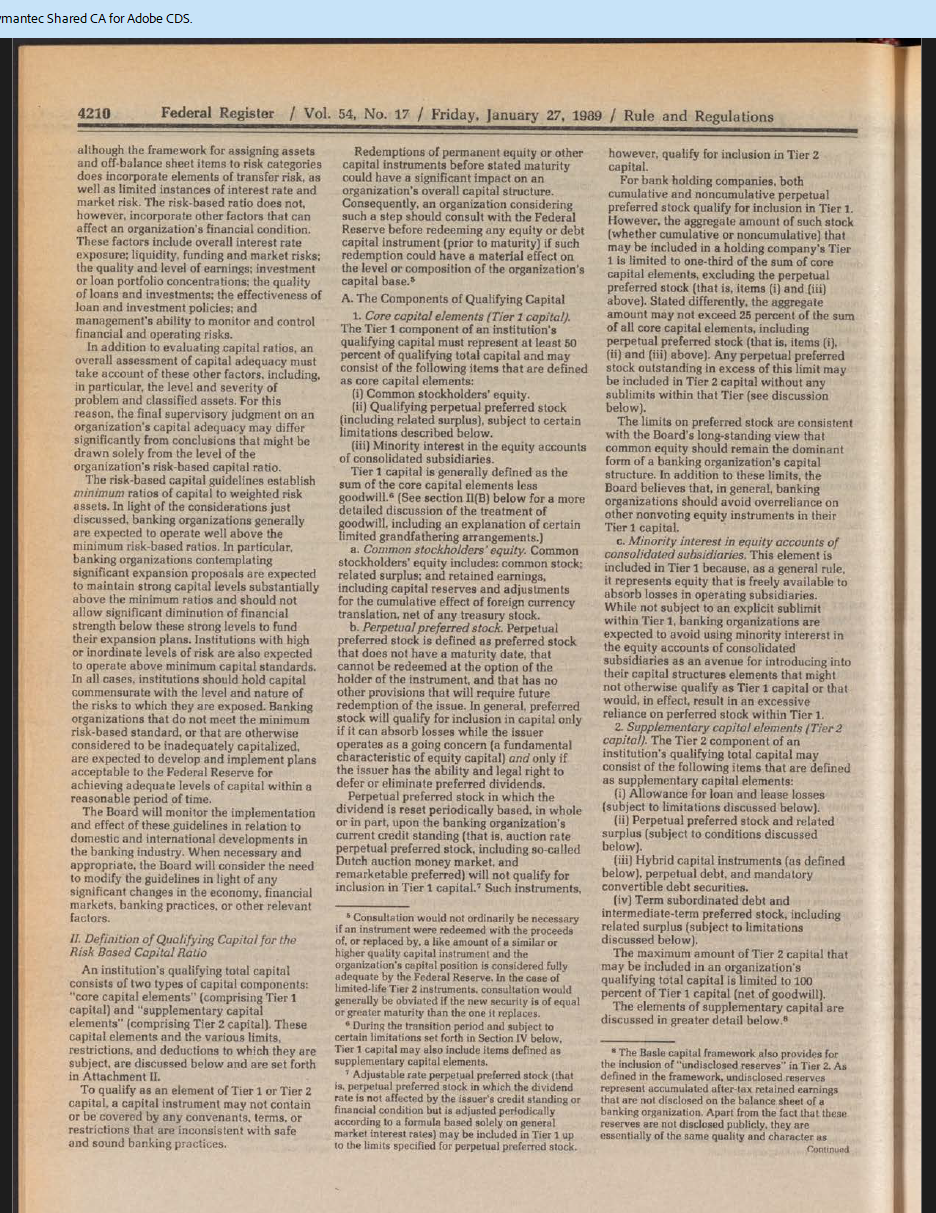 ymantec Shared CA for Adobe CDS.
4210 Federal Register / Vol. 54, No. 17 / Friday, January 27, 1989 / Rule and Regulations
although the framework for assigning assets
and off-balance sheet items to risk categories
does incorporate elements of transfer risk, as
well as limited instances of interest rate and
market risk. The risk-based ratio does not,
however, incorporate other factors that can
affect an organization's financial condition.
These factors include overall interest rate
exposure; liquidity, funding and market risks;
the quality and level of earnings; investment
or loan portfolio concentrations; the quality
of loans and investments; the effectiveness of
loan and investment policies; and
management's ability to monitor and control
financial and operating risks.
In addition to evaluating capital ratios, an
overall assessment of capital adequacy must
take account of these other factors, including,
in particular, the level and severity of
problem and classified assets. For this
reason, the final supervisory judgment on an
organization's capital adequacy may differ
significantly from conclusions that might be
drawn solely from the level of the
organization's risk-based capital ratio.
The risk-based capital guidelines establish
minimum ratios of capital to weighted risk
assets. In light of the considerations just
discussed, banking organizations generally
are expected to operate well above the
minimum risk-based ratios. In particular,
banking organizations contemplating
significant expansion proposals are expected
to maintain strong capital levels substantially
above the minimum ratios and should not
allow significant diminution of financial
strength below these strong levels to fund
their expansion plans. Institutions with high
or inordinate levels of risk are also expected
to operate above minimum capital standards.
In all cases, institutions should hold capital
commensurate with the level and nature of
the risks to which they are exposed. Banking
organizations that do not meet the minimum
risk-based standard, or that are otherwise
considered to be inadequately capitalized,
are expected to develop and implement plans
acceptable to the Federal Reserve for
achieving adequate levels of capital within a
reasonable period of time.
The Board will monitor the implementation
and effect of these guidelines in relation to
domestic and international developments in
the banking industry. When necessary and
appropriate, the Board will consider the need
to modify the guidelines in light of any
significant changes in the economy, financial
markets, banking practices, or other relevant
factors.
II. Definition of Qualifying Capital for the
Risk Based Capital Ratio
An institution's qualifying total capital
consists of two types of capital components:
"core capital elements" (comprising Tier 1
capital) and "supplementary capital
elements" (comprising Tier 2 capital). These
capital elements and the various limits,
restrictions, and deductions to which they are
subject, are discussed below and are set forth
in Attachment II.
To qualify as an element of Tier 1 or Tier 2
capital, a capital instrument may not contain
or be covered by any convenants, terms, or
restrictions that are inconsistent with safe
and sound banking practices.
Redemptions of permanent equity or other
capital instruments before stated maturity
could have a significant impact on an
organization's overall capital structure.
Consequently, an organization considering
such a step should consult with the Federal
Reserve before redeeming any equity or debt
capital instrument (prior to maturity) if such
redemption could have a material effect on
the level or composition of the organization's
capital base.⁵
A. The Components of Qualifying Capital
1. Core capital elements (Tier 1 capital).
The Tier 1 component of an institution's
qualifying capital must represent at least 50
percent of qualifying total capital and may
consist of the following items that are defined
as core capital elements:
(i) Common stockholders' equity.
(ii) Qualifying perpetual preferred stock
(including related surplus), subject to certain
limitations described below.
(iii) Minority interest in the equity accounts
of consolidated subsidiaries.
Tier 1 capital is generally defined as the
sum of the core capital elements less
goodwill.⁶ (See section II(B) below for a more
detailed discussion of the treatment of
goodwill, including an explanation of certain
limited grandfathering arrangements.)
a. Common stockholders' equity. Common
stockholders' equity includes: common stock;
related surplus; and retained earnings,
including capital reserves and adjustments
for the cumulative effect of foreign currency
translation, net of any treasury stock.
b. Perpetual preferred stock. Perpetual
preferred stock is defined as preferred stock
that does not have a maturity date, that
cannot be redeemed at the option of the
holder of the instrument, and that has no
other provisions that will require future
redemption of the issue. In general, preferred
stock will qualify for inclusion in capital only
if it can absorb losses while the issuer
operates as a going concern (a fundamental
characteristic of equity capital) and only if
the issuer has the ability and legal right to
defer or eliminate preferred dividends.
Perpetual preferred stock in which the
dividend is reset periodically based, in whole
or in part, upon the banking organization's
current credit standing (that is, auction rate
perpetual preferred stock, including so-called
Dutch auction money market, and
remarketable preferred) will not qualify for
inclusion in Tier 1 capital.⁷ Such instruments,
⁵ Consultation would not ordinarily be necessary
if an instrument were redeemed with the proceeds
of, or replaced by, a like amount of a similar or
higher quality capital instrument and the
organization's capital position is considered fully
adequate by the Federal Reserve. In the case of
limited-life Tier 2 instruments, consultation would
generally be obviated if the new security is of equal
or greater maturity than the one it replaces.
⁶ During the transition period and subject to
certain limitations set forth in Section IV below,
Tier 1 capital may also include items defined as
supplementary capital elements.
⁷ Adjustable rate perpetual preferred stock (that
is, perpetual preferred stock in which the dividend
rate is not affected by the issuer's credit standing or
financial condition but is adjusted periodically
according to a formula based solely on general
market interest rates) may be included in Tier 1 up
to the limits specified for perpetual preferred stock.
however, qualify for inclusion in Tier 2
capital.
For bank holding companies, both
cumulative and noncumulative perpetual
preferred stock qualify for inclusion in Tier 1.
However, the aggregate amount of such stock
(whether cumulative or noncumulative) that
may be included in a holding company's Tier
1 is limited to one-third of the sum of core
capital elements, excluding the perpetual
preferred stock (that is, items (i) and (iii)
above). Stated differently, the aggregate
amount may not exceed 25 percent of the sum
of all core capital elements, including
perpetual preferred stock (that is, items (i),
(ii) and (iii) above). Any perpetual preferred
stock outstanding in excess of this limit may
be included in Tier 2 capital without any
sublimits within that Tier (see discussion
below).
The limits on preferred stock are consistent
with the Board's long-standing view that
common equity should remain the dominant
form of a banking organization's capital
structure. In addition to these limits, the
Board believes that, in general, banking
organizations should avoid overreliance on
other nonvoting equity instruments in their
Tier 1 capital.
c. Minority interest in equity accounts of
consolidated subsidiaries. This element is
included in Tier 1 because, as a general rule,
it represents equity that is freely available to
absorb losses in operating subsidiaries.
While not subject to an explicit sublimit
within Tier 1, banking organizations are
expected to avoid using minority intererst in
the equity accounts of consolidated
subsidiaries as an avenue for introducing into
their capital structures elements that might
not otherwise qualify as Tier 1 capital or that
would, in effect, result in an excessive
reliance on perferred stock within Tier 1.
2. Supplementary capital elements (Tier 2
capital). The Tier 2 component of an
institution's qualifying total capital may
consist of the following items that are defined
as supplementary capital elements:
(i) Allowance for loan and lease losses
(subject to limitations discussed below).
(ii) Perpetual preferred stock and related
surplus (subject to conditions discussed
below).
(iii) Hybrid capital instruments (as defined
below), perpetual debt, and mandatory
convertible debt securities.
(iv) Term subordinated debt and
intermediate-term preferred stock, including
related surplus (subject to limitations
discussed below).
The maximum amount of Tier 2 capital that
may be included in an organization's
qualifying total capital is limited to 100
percent of Tier 1 capital (net of goodwill).
The elements of supplementary capital are
discussed in greater detail below.⁸
⁸ The Basle capital framework also provides for
the inclusion of "undisclosed reserves" in Tier 2. As
defined in the framework, undisclosed reserves
represent accumulated after-tax retained earnings
that are not disclosed on the balance sheet of a
banking organization. Apart from the fact that these
reserves are not disclosed publicly, they are
essentially of the same quality and character as
Continued